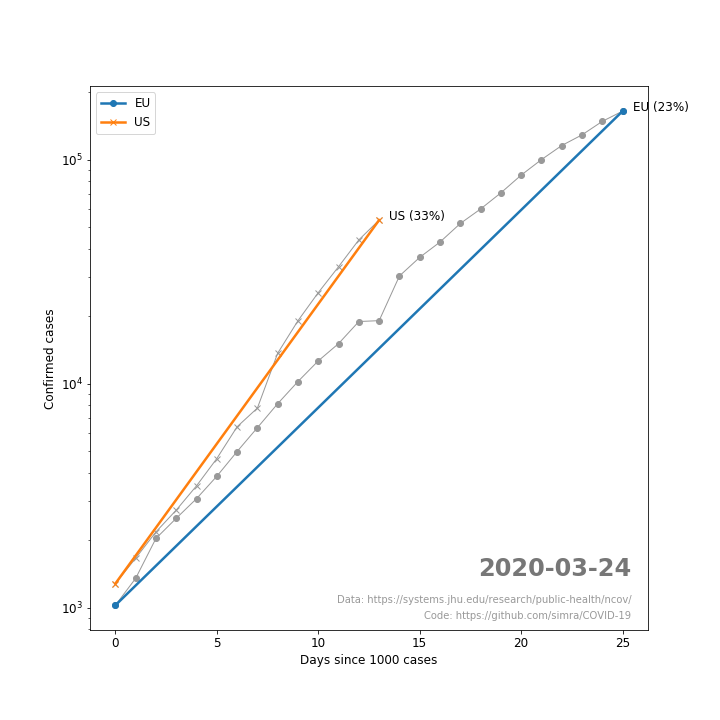 EU
US
EU (23%)
US (33%)
10^5
10^4
10^3
Confirmed cases
2020-03-24
Data: https://systems.jhu.edu/research/public-health/ncov/
Code: https://github.com/simra/COVID-19
0 5 10 15 20 25
Days since 1000 cases